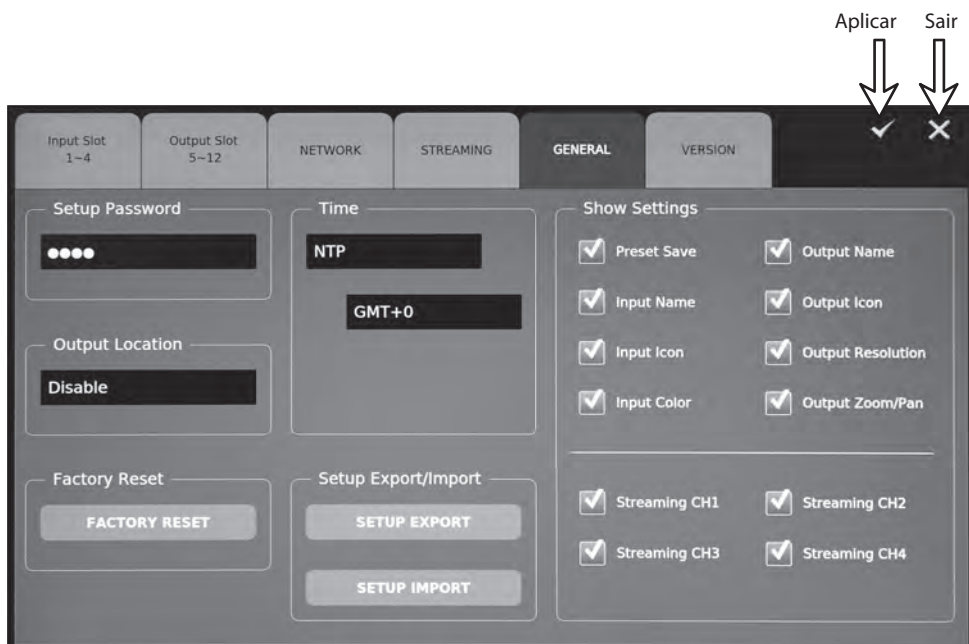 Aplicar Sair
Input Slot
1~4
Output Slot
5~12
NETWORK
STREAMING
GENERAL
VERSION
Setup Password
Output Location
Disable
Factory Reset
FACTORY RESET
Time
NTP
GMT+0
Setup Export/Import
SETUP EXPORT
SETUP IMPORT
Show Settings
Preset Save
Output Name
Input Name
Output Icon
Input Icon
Output Resolution
Input Color
Output Zoom/Pan
Streaming CH1
Streaming CH2
Streaming CH3
Streaming CH4